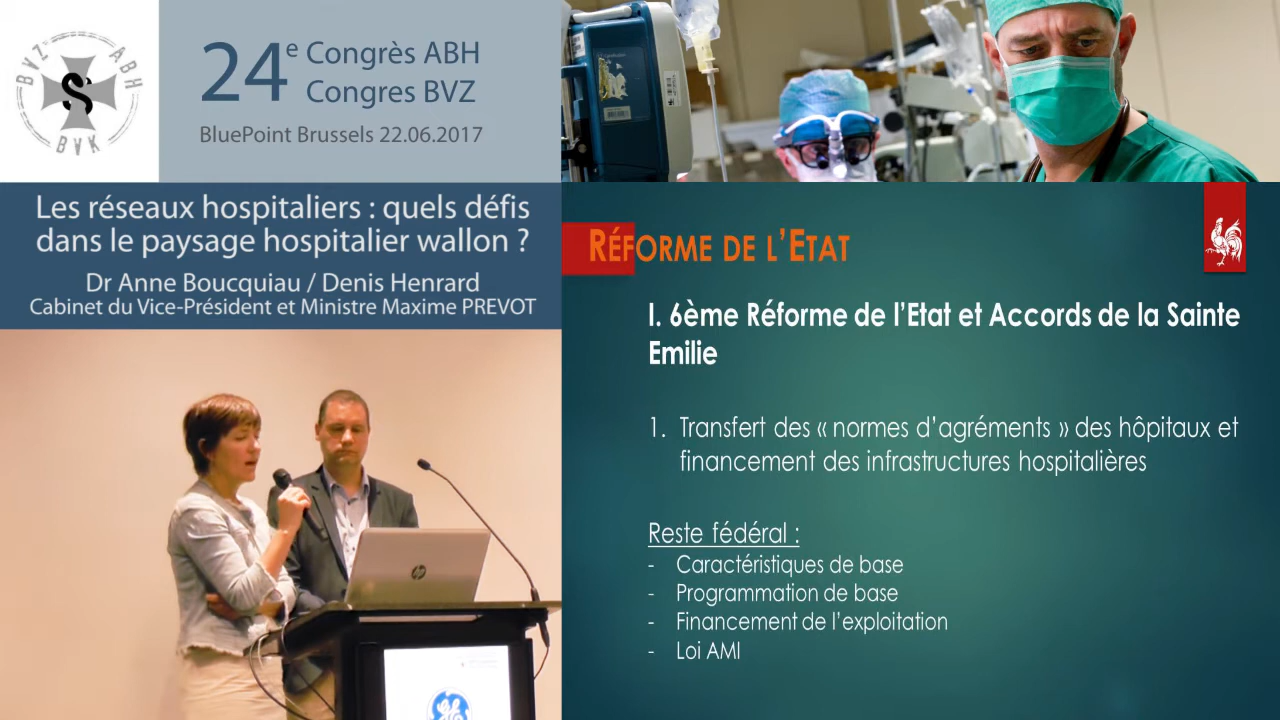 BVZ ABH
S
BVK
24e Congrès ABH
Congres BVZ
BluePoint Brussels 22.06.2017
Les réseaux hospitaliers : quels défis
dans le paysage hospitalier wallon ?
Dr Anne Boucquiau / Denis Henrard
Cabinet du Vice-Président et Ministre Maxime PREVOT
hp
RÉFORME DE L’ETAT
I. 6ème Réforme de l’Etat et Accords de la Sainte
Emilie
1. Transfert des « normes d’agréments » des hôpitaux et
financement des infrastructures hospitalières
Reste fédéral :
- Caractéristiques de base
- Programmation de base
- Financement de l’exploitation
- Loi AMI